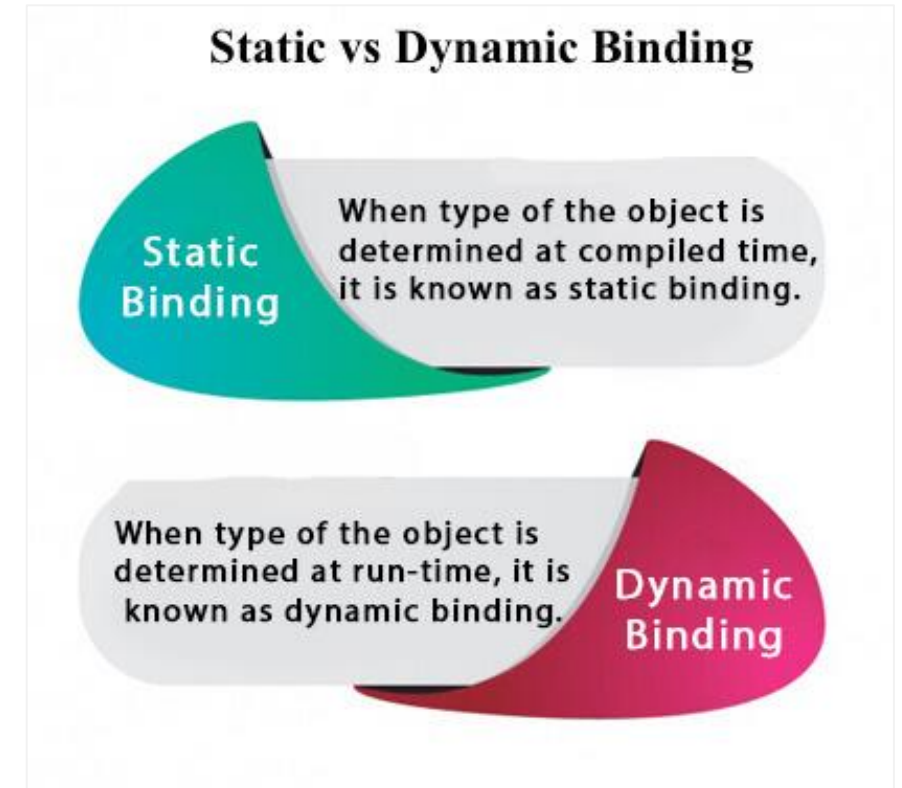 Static vs Dynamic Binding
Static
Binding
When type of the object is
determined at compiled time,
it is known as static binding.
When type of the object is
determined at run-time, it is
known as dynamic binding.
Dynamic
Binding